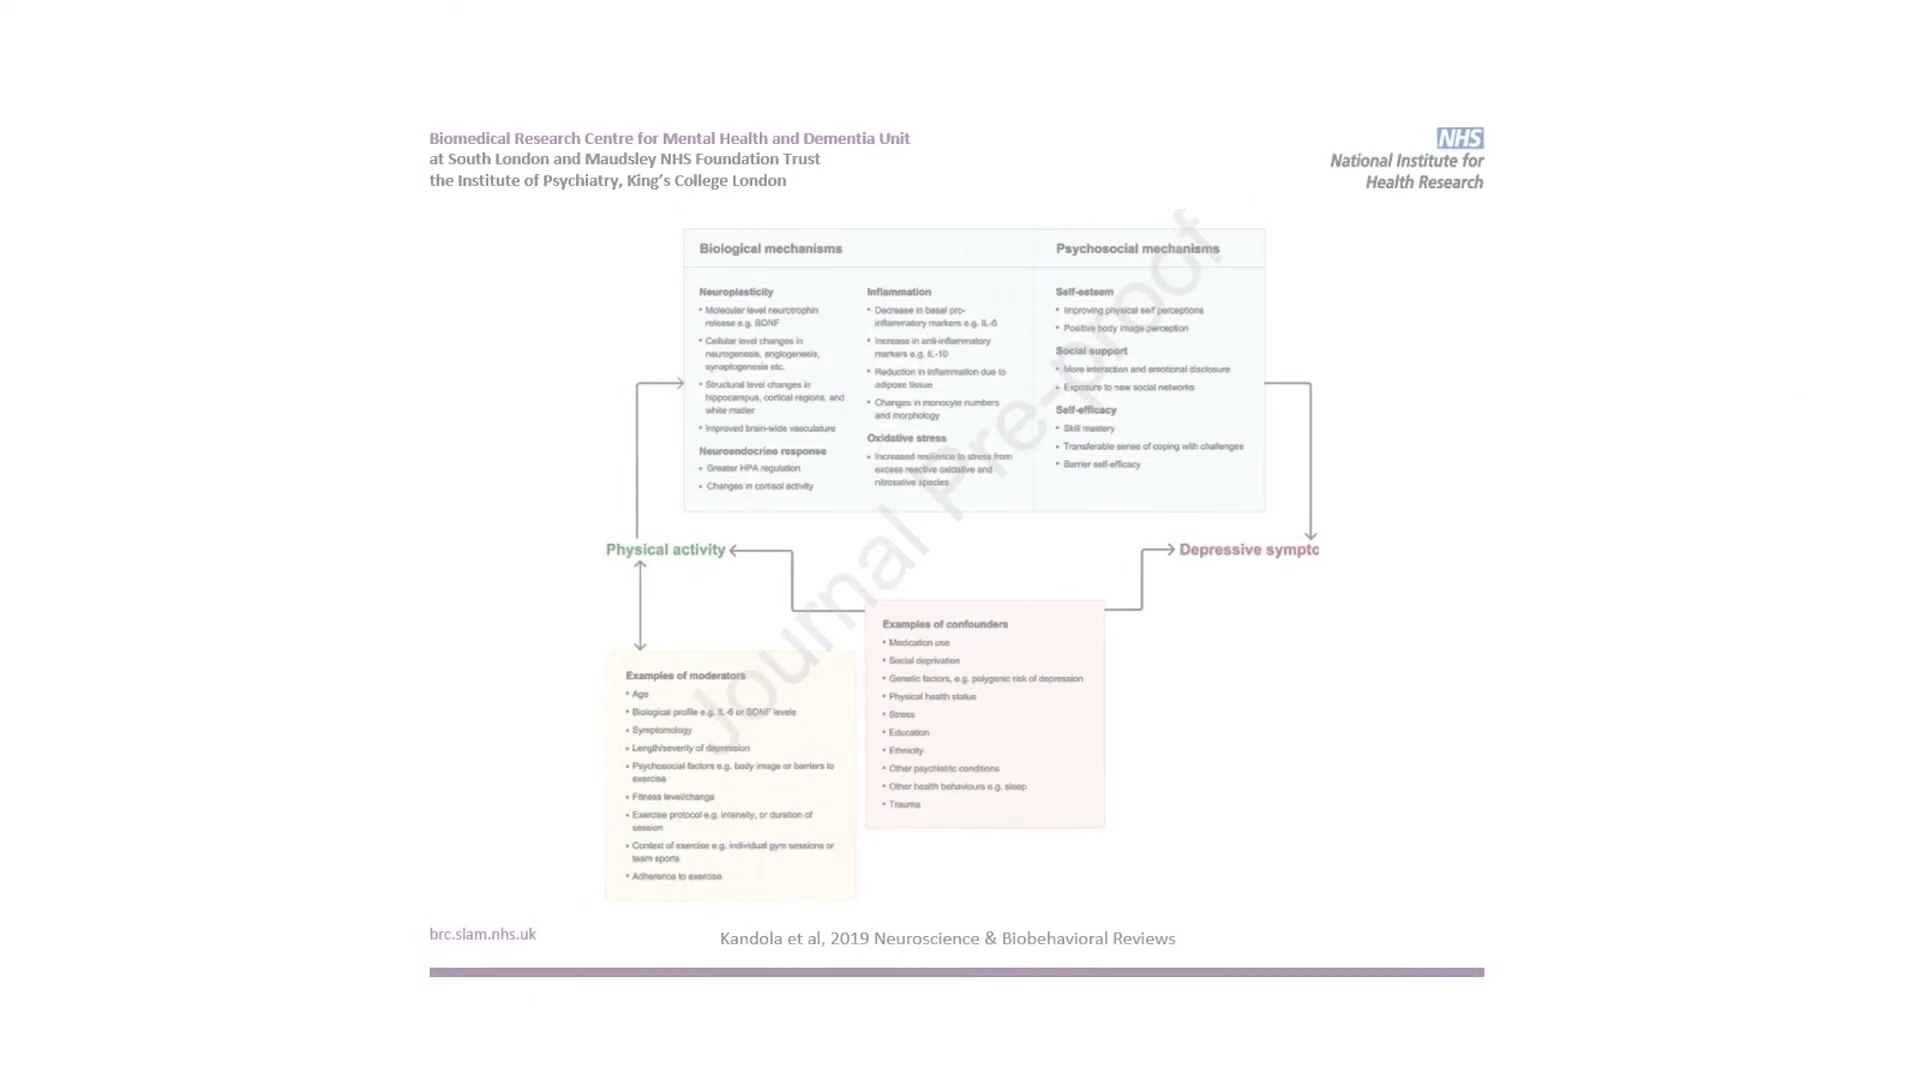 Biomedical Research Centre for Mental Health and Dementia Unit
at South London and Maudsley NHS Foundation Trust
the Institute of Psychiatry, King's College London
NHS
National Institute for
Health Research
Biological mechanisms
Neuroplasticity
• Molecular level neurotrophin
release e.g. BDNF
• Cellular level changes in
neurogenesis, angiogenesis,
synaptogenesis etc.
• Structural level changes in
hippocampus, cortical regions, and
white matter
• Improved brain-wide vasculature
Neuroendocrine response
• Greater HPA regulation
• Changes in cortisol activity
Inflammation
• Decrease in basal pro-
inflammatory markers e.g. IL-6
• Increase in anti-inflammatory
markers e.g. IL-10
• Reduction in inflammation due to
adipose tissue
• Changes in monocyte numbers
and morphology
Oxidative stress
• Increased resilience to stress from
excess reactive oxidative and
nitrosative species
Psychosocial mechanisms
Self-esteem
• Improving physical self perceptions
• Positive body image perception
Social support
• More interaction and emotional disclosure
• Exposure to new social networks
Self-efficacy
• Skill mastery
• Transferable sense of coping with challenges
• Barrier self-efficacy
Journal Pre-proof
Physical activity
Depressive sympto
Examples of moderators
• Age
• Biological profile e.g. IL-6 or BDNF levels
• Symptomology
• Length/severity of depression
• Psychosocial factors e.g. body image or barriers to
exercise
• Fitness level/change
• Exercise protocol e.g. intensity, or duration of
session
• Context of exercise e.g. individual gym sessions or
team sports
• Adherence to exercise
Examples of confounders
• Medication use
• Social deprivation
• Genetic factors, e.g. polygenic risk of depression
• Physical health status
• Stress
• Education
• Ethnicity
• Other psychiatric conditions
• Other health behaviours e.g. sleep
• Trauma
brc.slam.nhs.uk
Kandola et al, 2019 Neuroscience & Biobehavioral Reviews